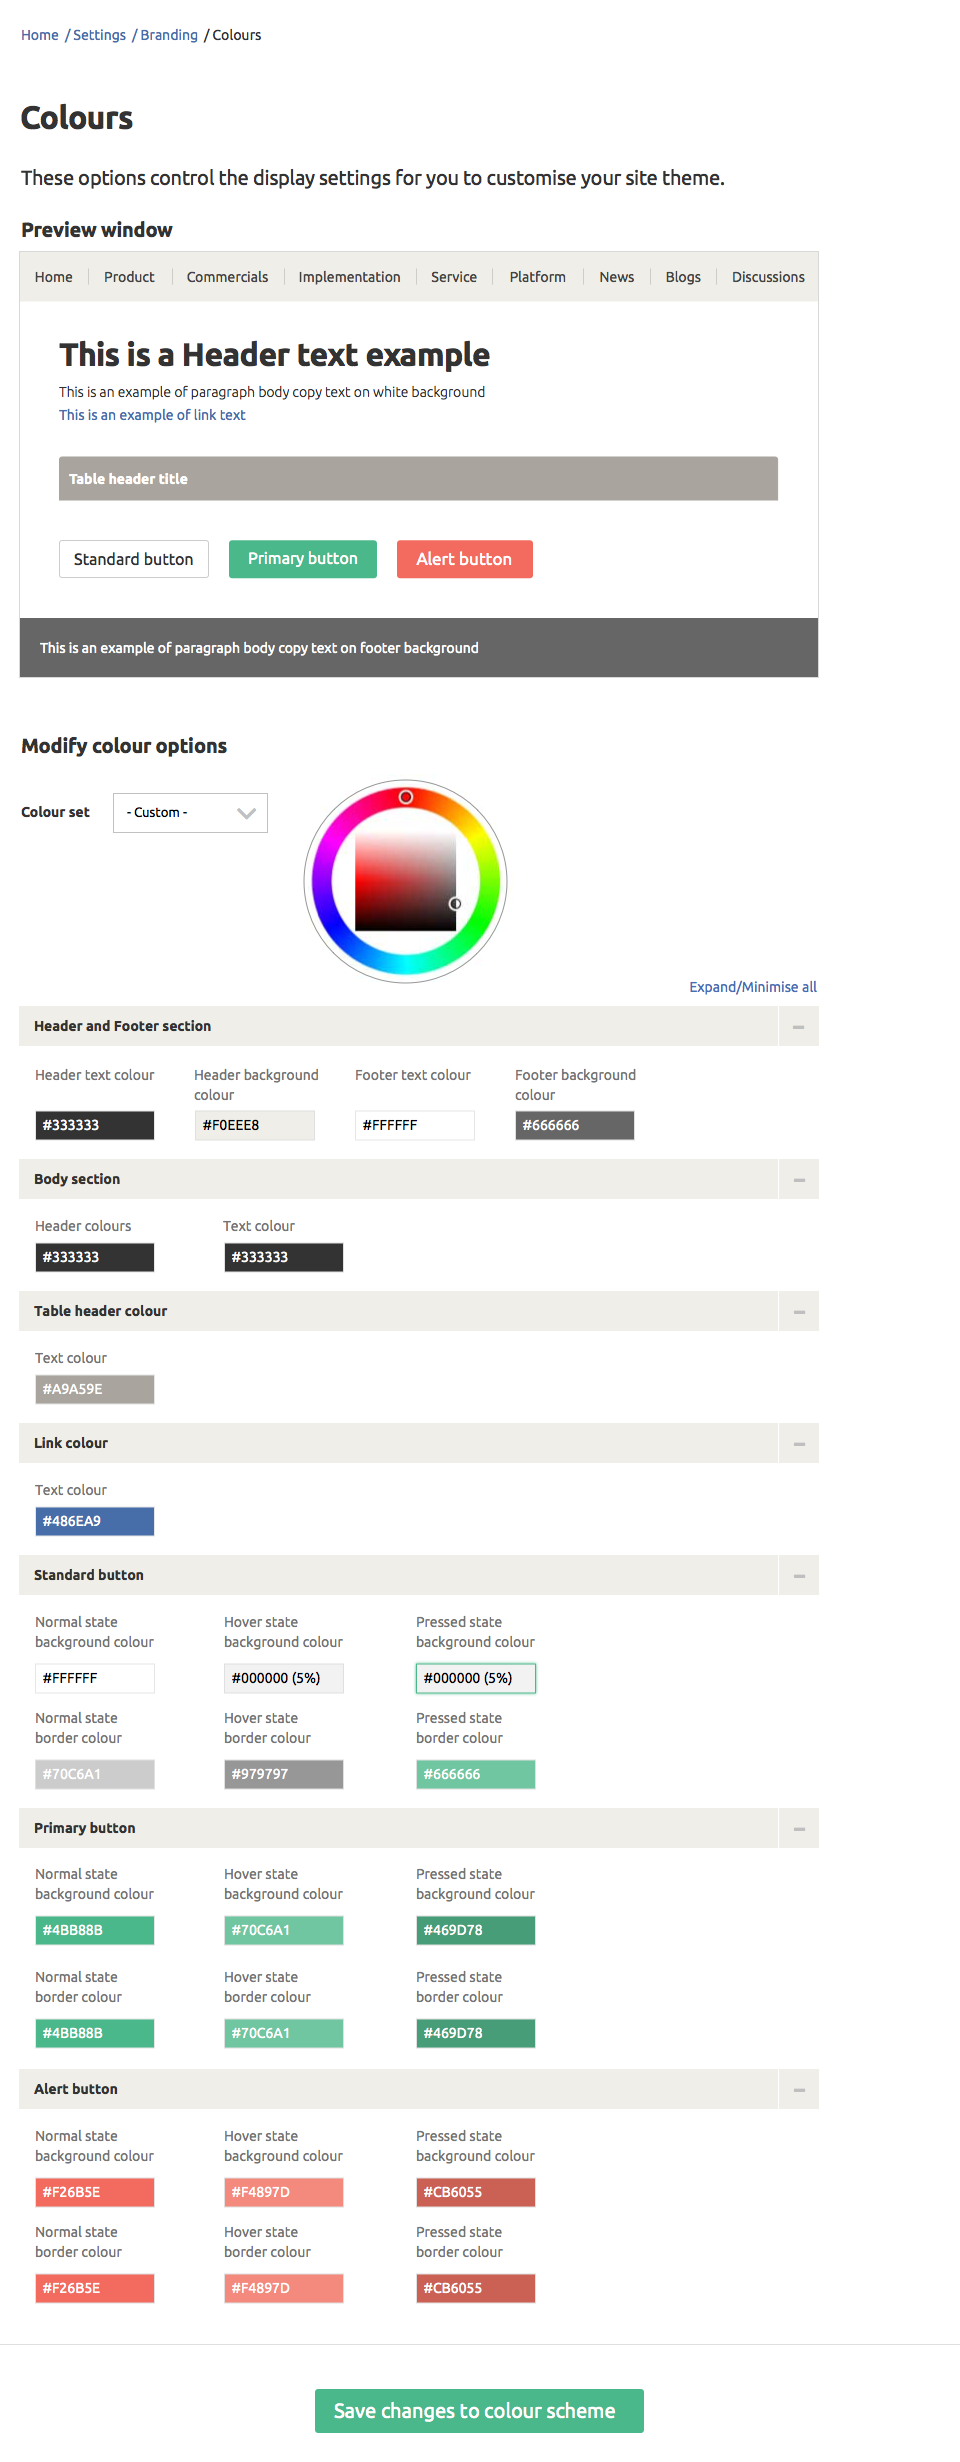 Home / Settings / Branding / Colours
Colours
These options control the display settings for you to customise your site theme.
Preview window
Home Product Commercials Implementation Service Platform News Blogs Discussions
This is a Header text example
This is an example of paragraph body copy text on white background
This is an example of link text
Table header title
Standard button Primary button Alert button
This is an example of paragraph body copy text on footer background
Modify colour options
Colour set - Custom -
Expand/Minimise all
Header and Footer section
Header text colour Header background Footer text colour Footer background
colour colour
#333333 #F0EEE8 #FFFFFF #666666
Body section
Header colours Text colour
#333333 #333333
Table header colour
Text colour
#A9A59E
Link colour
Text colour
#486EA9
Standard button
Normal state Hover state Pressed state
background colour background colour background colour
#FFFFFF #000000 (5%) #000000 (5%)
Normal state Hover state Pressed state
border colour border colour border colour
#70C6A1 #979797 #666666
Primary button
Normal state Hover state Pressed state
background colour background colour background colour
#4BB88B #70C6A1 #469D78
Normal state Hover state Pressed state
border colour border colour border colour
#4BB88B #70C6A1 #469D78
Alert button
Normal state Hover state Pressed state
background colour background colour background colour
#F26B5E #F4897D #CB6055
Normal state Hover state Pressed state
border colour border colour border colour
#F26B5E #F4897D #CB6055
Save changes to colour scheme